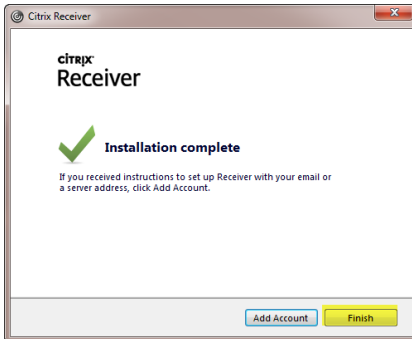 Citrix Receiver
CITRIX
Receiver
Installation complete
If you received instructions to set up Receiver with your email or
a server address, click Add Account.
Add Account
Finish